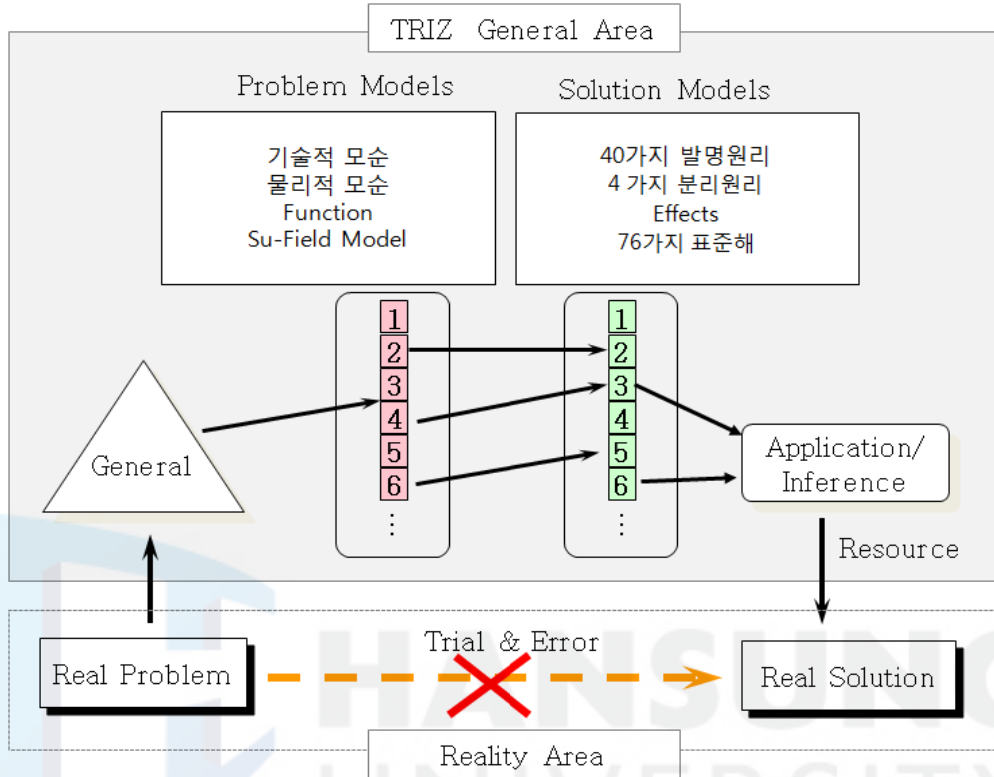 TRIZ General Area
Problem Models
Solution Models
기술적 모순
물리적 모순
Function
Su-Field Model
40가지 발명원리
4 가지 분리원리
Effects
76가지 표준해
1
2
3
4
5
6
⋮
1
2
3
4
5
6
⋮
General
Application/
Inference
Resource
Real Problem
Trial & Error
Real Solution
HANSUNG
UNIVERSITY
Reality Area